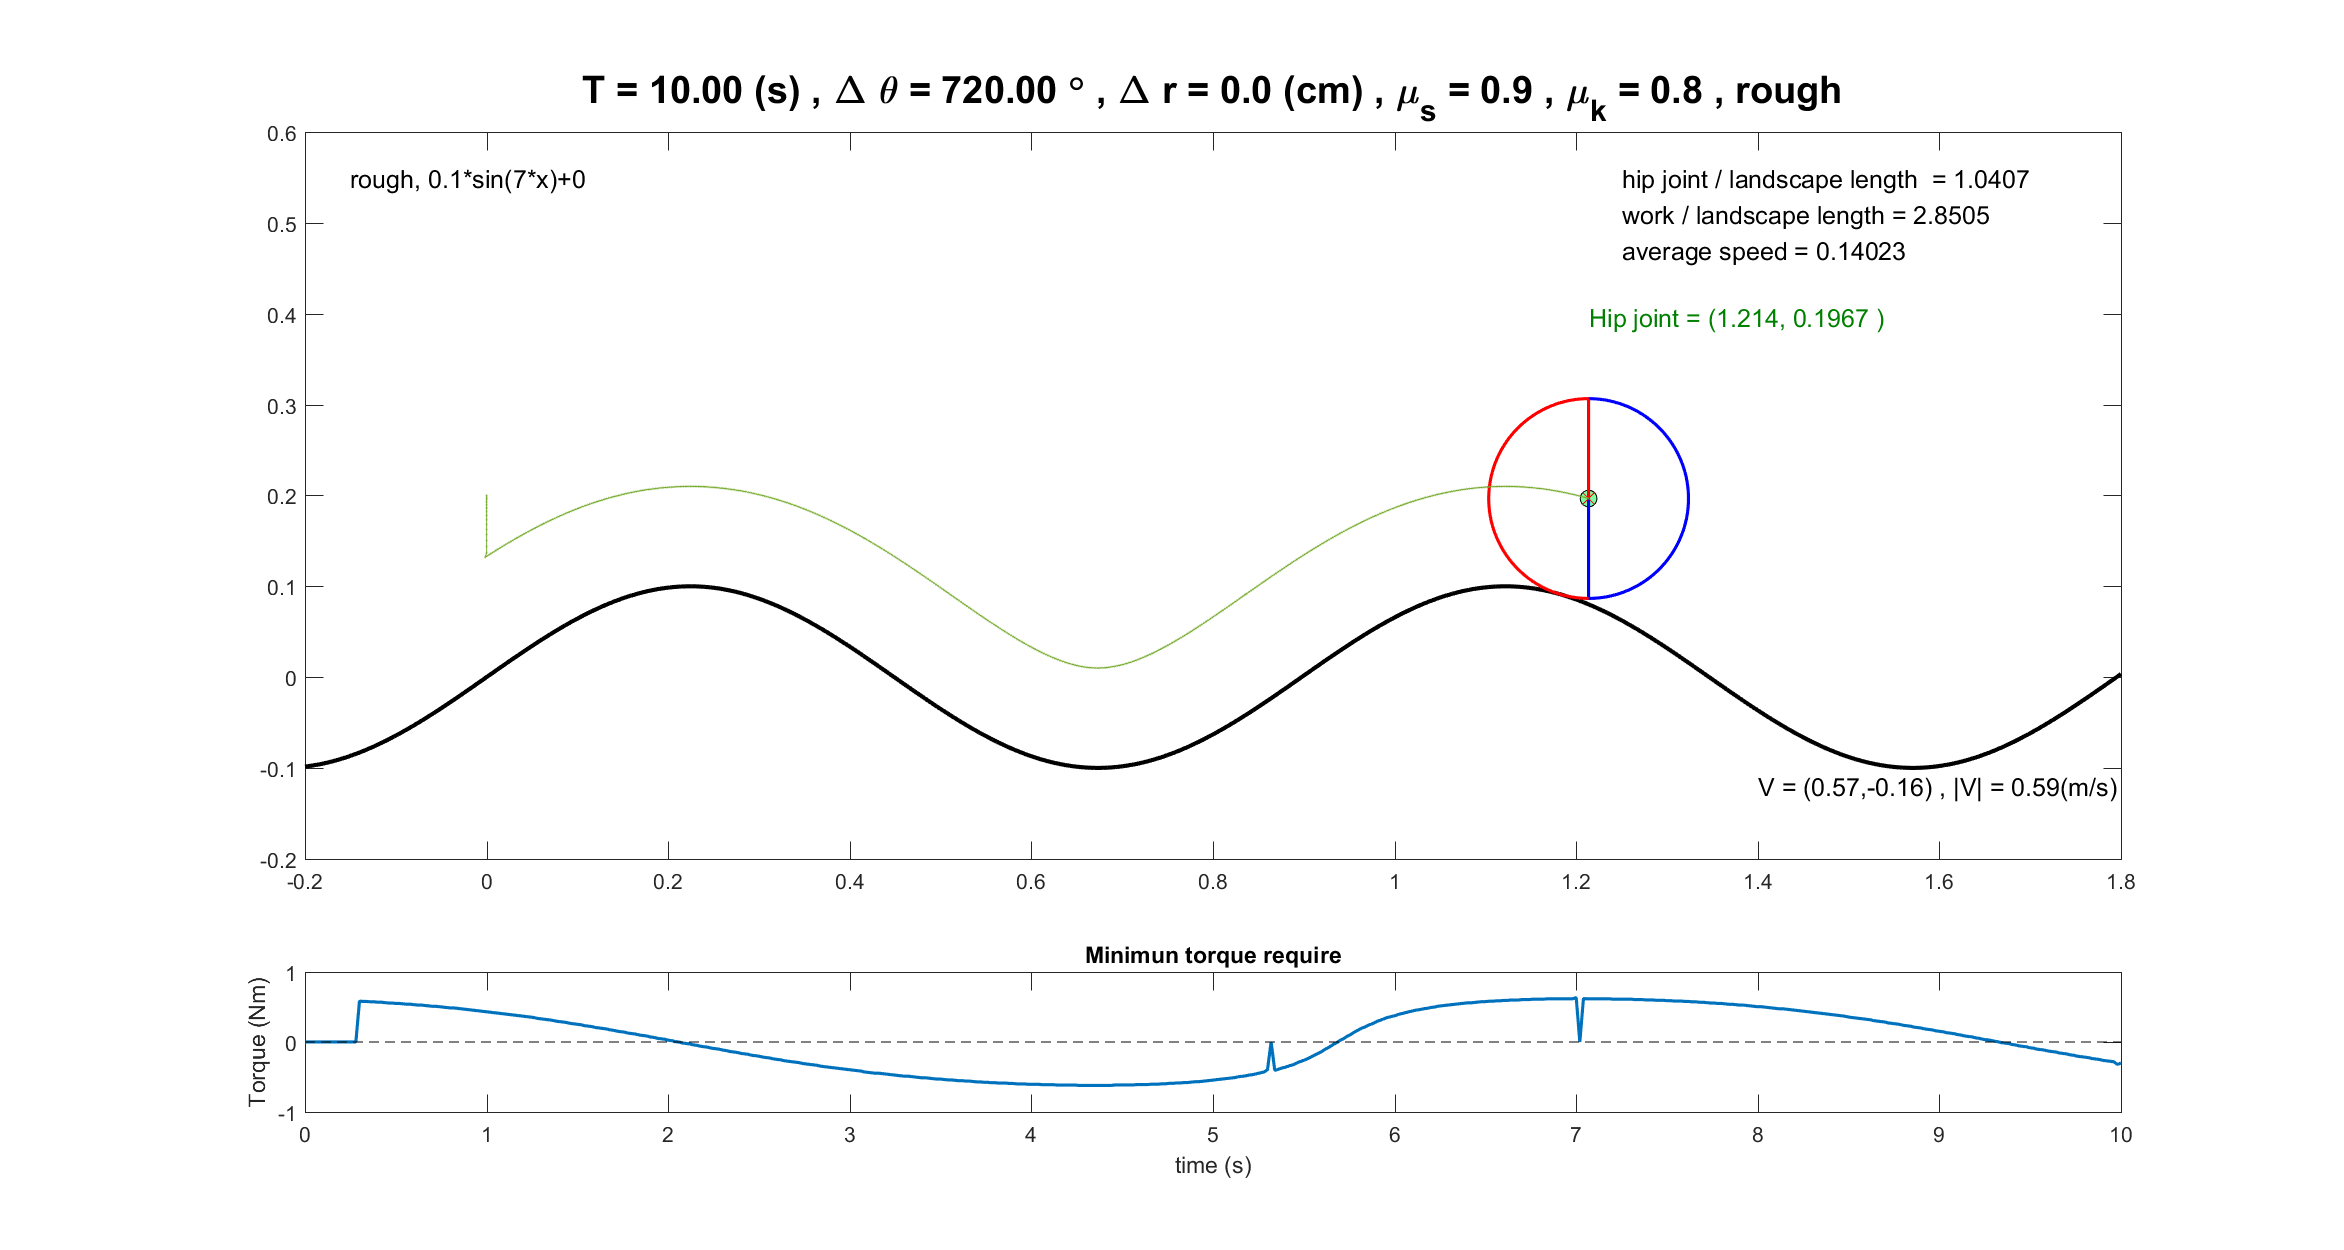 T = 10.00 (s) , Δ θ = 720.00 ° , Δ r = 0.0 (cm) , μs = 0.9 , μk = 0.8 , rough
0.6
0.5
0.4
0.3
0.2
0.1
0
-0.1
-0.2
rough, 0.1*sin(7*x)+0
hip joint / landscape length = 1.0407
work / landscape length = 2.8505
average speed = 0.14023
Hip joint = (1.214, 0.1967 )
V = (0.57,-0.16) , |V| = 0.59(m/s)
-0.2 0 0.2 0.4 0.6 0.8 1 1.2 1.4 1.6 1.8
Minimun torque require
Torque (Nm)
1
0
-1
0 1 2 3 4 5 6 7 8 9 10
time (s)